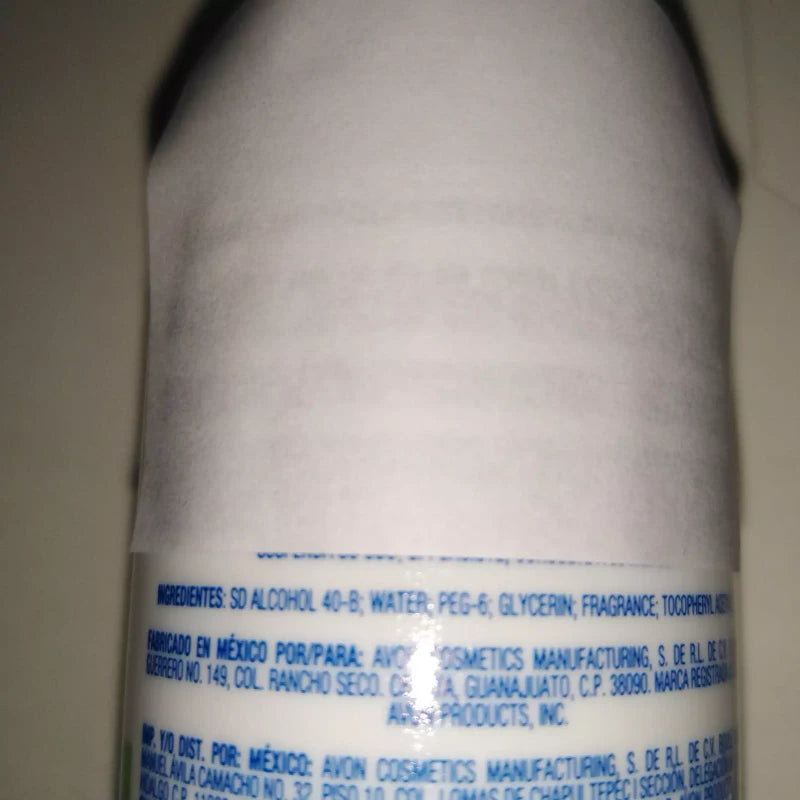 INGREDIENTES: SD ALCOHOL 40-B; WATER; PEG-6; GLYCERIN; FRAGRANCE; TOCOPHERYL
FABRICADO EN MÉXICO POR/PARA: AVON COSMETICS MANUFACTURING, S. DE R.L. DE C.V.
GUERRERO NO. 149, COL. RANCHO SECO. GUANAJUATO, C.P. 38090. MARCA
AVON PRODUCTS, INC.
IMP. Y/O DIST. POR: MÉXICO: AVON COSMETICS MANUFACTURING, S. DE R.L. DE C.V.
MANUEL ÁVILA CAMACHO NO. 32, PISO 10, COL. LOMAS DE CHAPULTEPEC I SECCIÓN,
HIDALGO C.P.